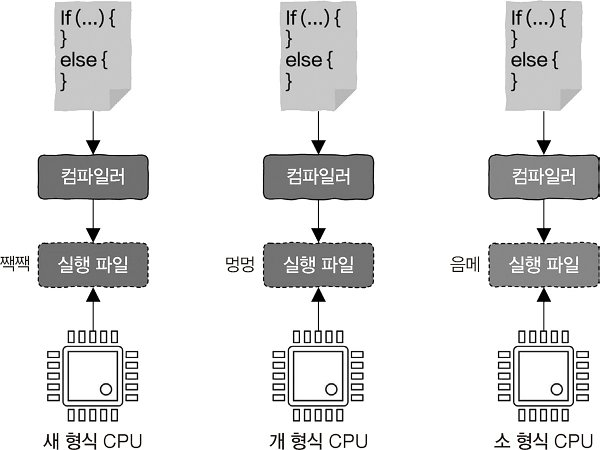 If (...) {
}
else {
}
If (...) {
}
else {
}
If (...) {
}
else {
}
컴파일러
컴파일러
컴파일러
짹짹
실행 파일
멍멍
실행 파일
음메
실행 파일
새 형식 CPU
개 형식 CPU
소 형식 CPU